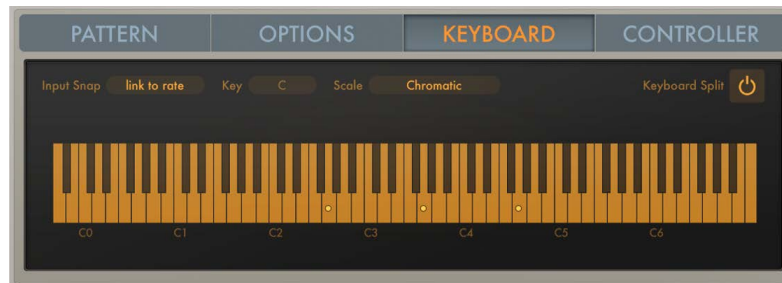 PATTERN OPTIONS KEYBOARD CONTROLLER
Input Snap link to rate Key C Scale Chromatic Keyboard Split
C0 C1 C2 C3 C4 C5 C6